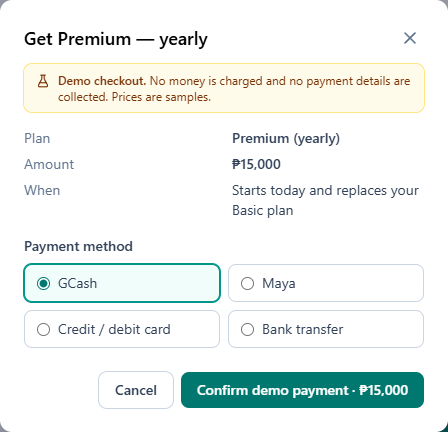 Get Premium — yearly
Demo checkout. No money is charged and no payment details are
collected. Prices are samples.
Plan
Premium (yearly)
Amount
₱15,000
When
Starts today and replaces your
Basic plan
Payment method
GCash
Maya
Credit / debit card
Bank transfer
Cancel
Confirm demo payment · ₱15,000